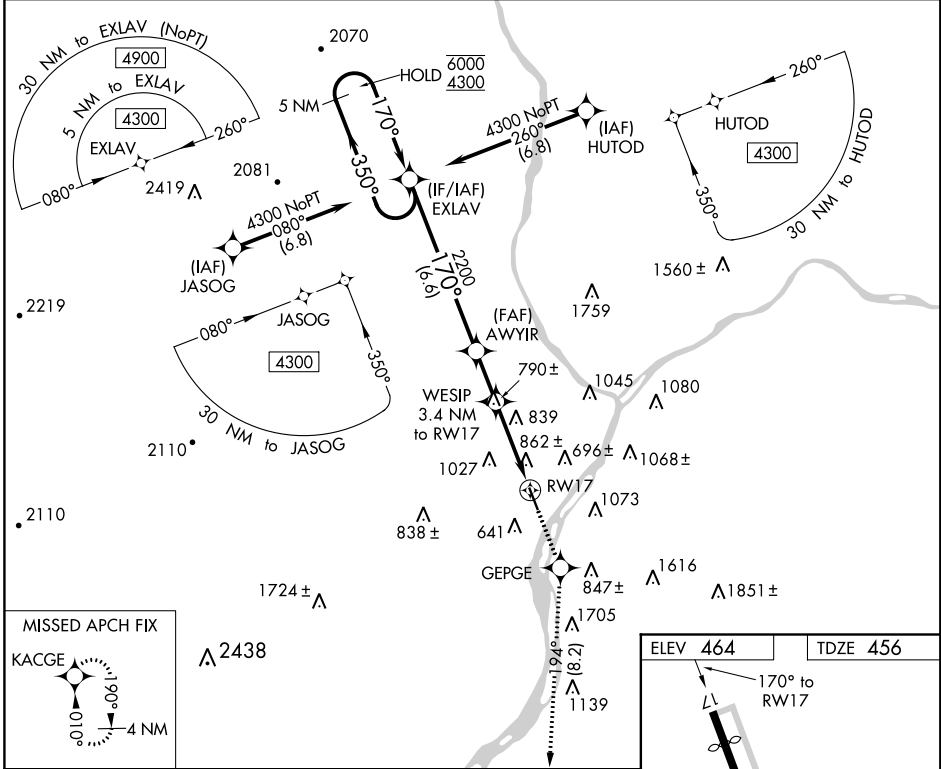 30 NM to EXLAV (NoPT)
4900
5 NM to EXLAV
4300
EXLAV
260°
080°
2419
2070
HOLD 6000
4300
5 NM
170°
350°
2081
4300 NoPT
260°
(6.8)
(IAF)
HUTOD
260°
HUTOD
4300
350°
30 NM to HUTOD
(IF/IAF)
EXLAV
4300 NoPT
080°
(6.8)
(IAF)
JASOG
2200
170°
(6.6)
1560 ±
1759
2219
080°
JASOG
4300
350°
30 NM to JASOG
(FAF)
AWYIR
790 ±
WESIP
3.4 NM
to RW17
839
1045
1080
862 ±
696 ±
1068 ±
1027
2110
RW17
1073
2110
838 ±
641
GEPGE
847 ±
1616
1851 ±
1724 ±
1705
194°
(8.2)
1139
2438
MISSED APCH FIX
KACGE
190°
010°
4 NM
ELEV 464
TDZE 456
170° to
RW17
17